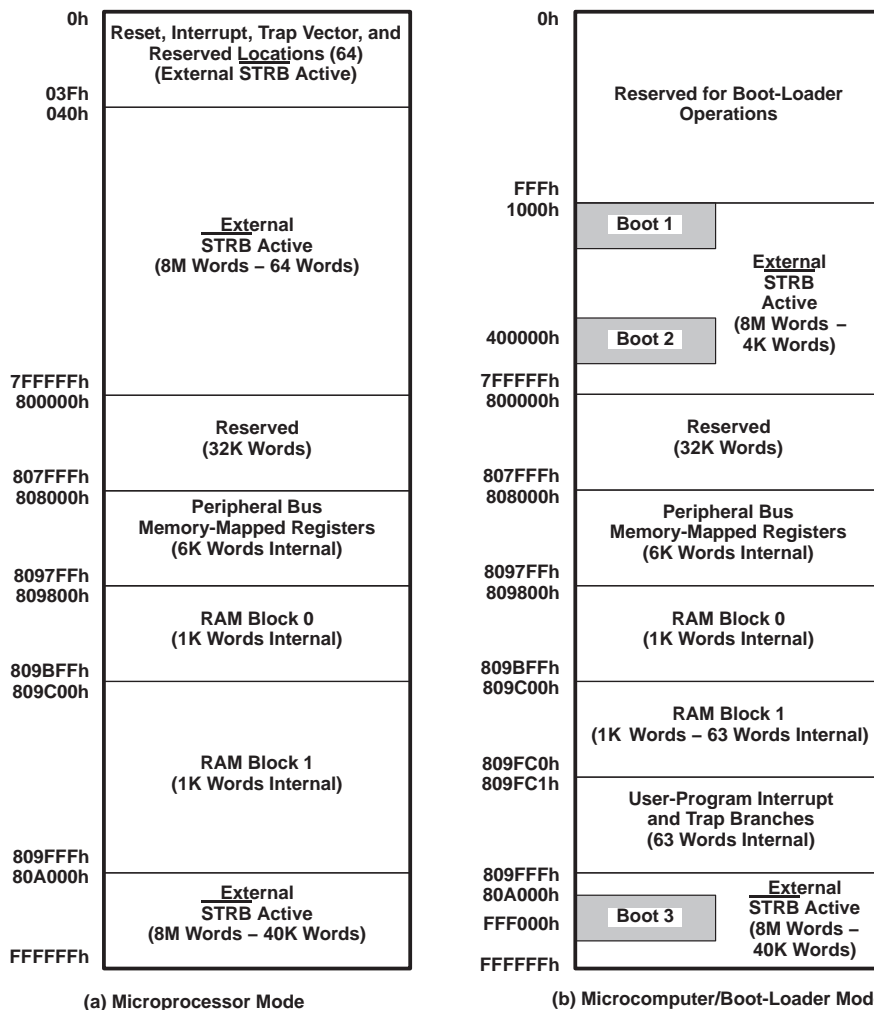 0h
Reset, Interrupt, Trap Vector, and
Reserved Locations (64)
(External STRB Active)
03Fh
040h
External
STRB Active
(8M Words – 64 Words)
7FFFFFh
800000h
Reserved
(32K Words)
807FFFh
808000h
Peripheral Bus
Memory-Mapped Registers
(6K Words Internal)
8097FFh
809800h
RAM Block 0
(1K Words Internal)
809BFFh
809C00h
RAM Block 1
(1K Words Internal)
809FFFh
80A000h
External
STRB Active
(8M Words – 40K Words)
FFFFFFh
(a) Microprocessor Mode
0h
Reserved for Boot-Loader
Operations
FFFh
1000h
Boot 1
External
STRB
Active
(8M Words –
4K Words)
400000h
Boot 2
7FFFFFh
800000h
Reserved
(32K Words)
807FFFh
808000h
Peripheral Bus
Memory-Mapped Registers
(6K Words Internal)
8097FFh
809800h
RAM Block 0
(1K Words Internal)
809BFFh
809C00h
RAM Block 1
(1K Words – 63 Words Internal)
809FC0h
809FC1h
User-Program Interrupt
and Trap Branches
(63 Words Internal)
809FFFh
80A000h
External
STRB Active
(8M Words –
40K Words)
Boot 3
FFF000h
FFFFFFh
(b) Microcomputer/Boot-Loader Mod